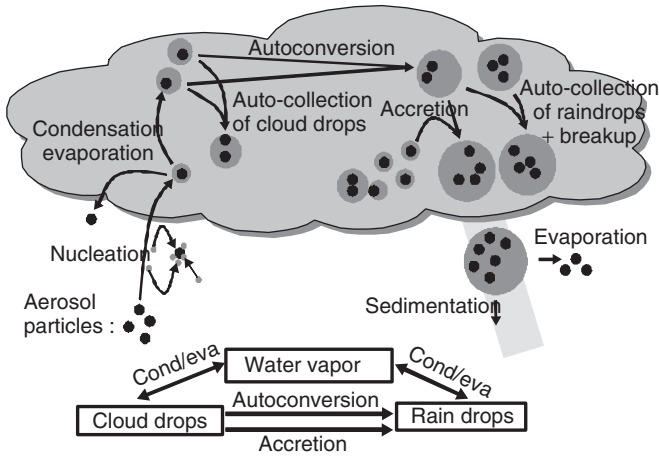 Autoconversion
Auto-collection
of cloud drops
Accretion
Auto-collection
of raindrops
+ breakup
Condensation
evaporation
Nucleation
Aerosol
particles :
Evaporation
Sedimentation
Cond/eva
Water vapor
Cond/eva
Cloud drops
Autoconversion
Accretion
Rain drops